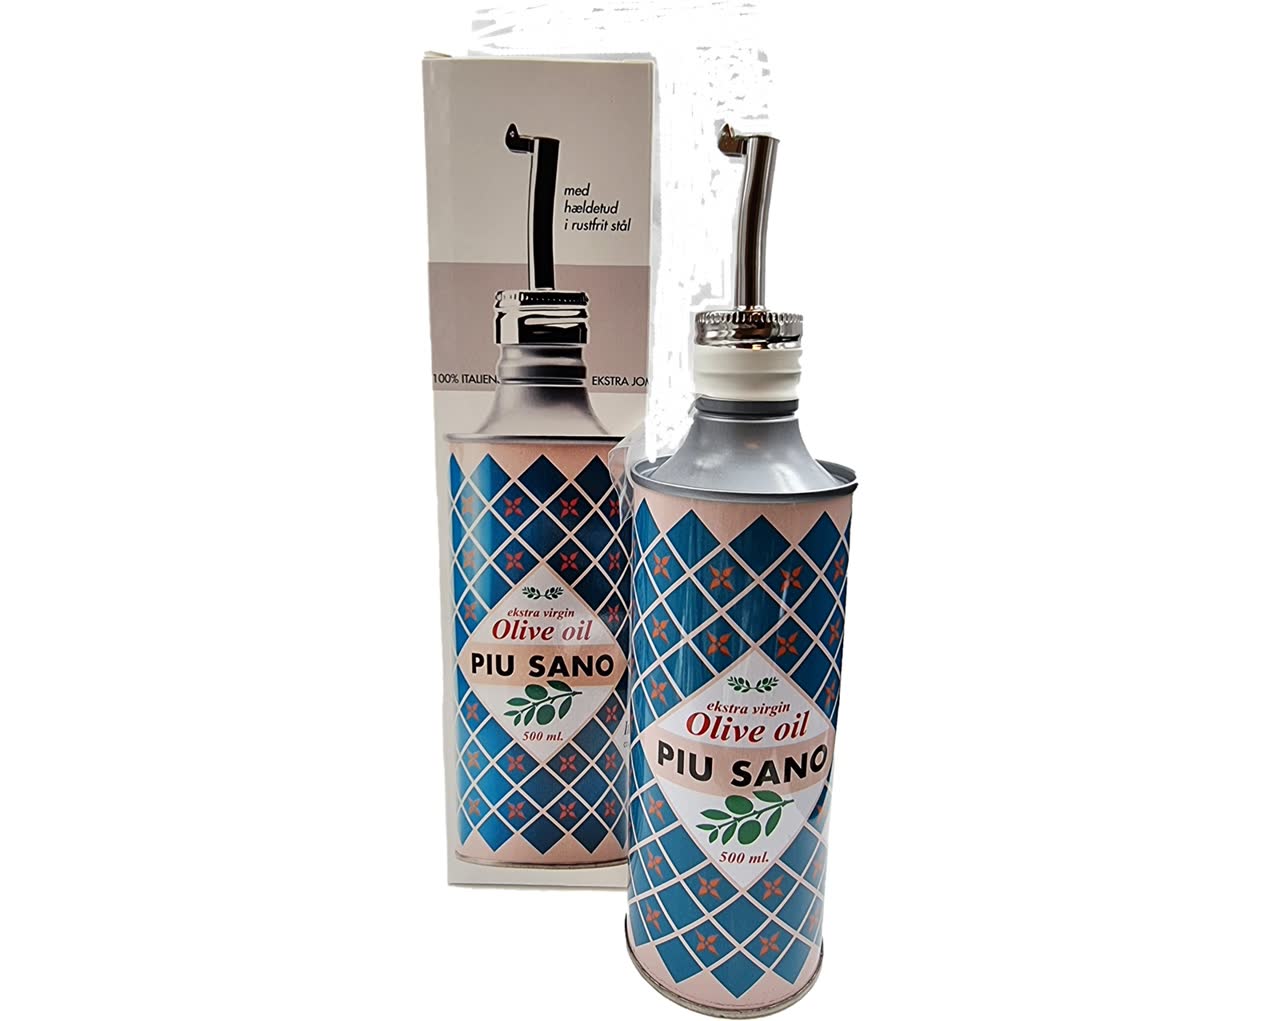 med
hældetud
i rustfrit stål
100% ITALIENS
EKSTRA JOM
ekstra virgin
Olive oil
PIU SANO
500 ml.
ekstra virgin
Olive oil
PIU SANO
500 ml.